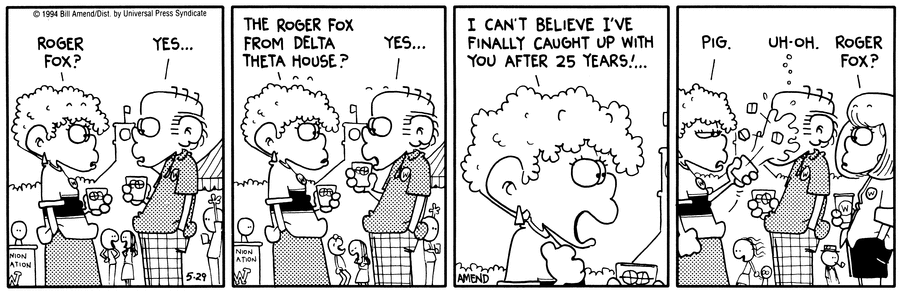 © 1994 Bill Amend/Dist. by Universal Press Syndicate
ROGER
FOX?
YES...
NION
ATION
W
5-29
THE ROGER FOX
FROM DELTA
THETA HOUSE?
YES...
NION
ATION
W
I CAN'T BELIEVE I'VE
FINALLY CAUGHT UP WITH
YOU AFTER 25 YEARS!...
AMEND
PIG.
UH-OH.
ROGER
FOX?
W
W